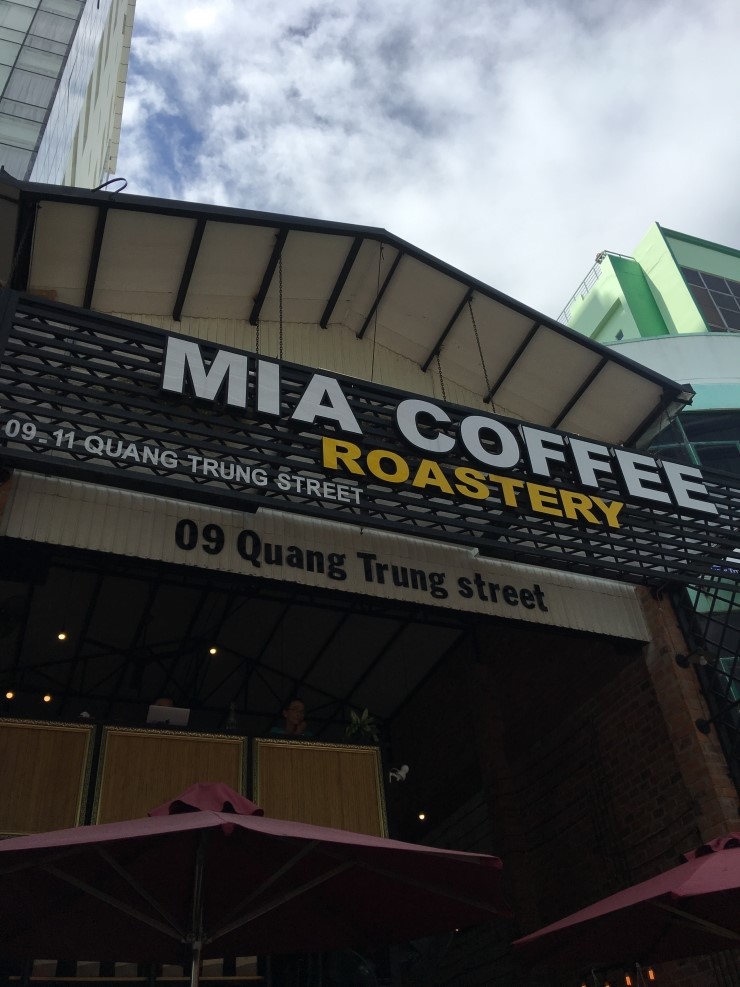 MIA COFFEE
ROASTERY
09-11 QUANG TRUNG STREET
09 Quang Trung street